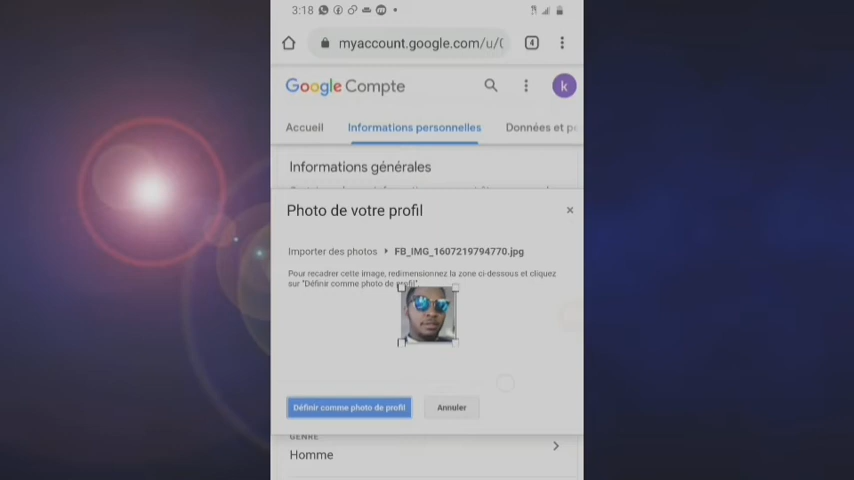 3:18
myaccount.google.com/u/
4
Google Compte
k
Accueil Informations personnelles Données et
Informations générales
Photo de votre profil
×
Importer des photos FB_IMG_1607219794770.jpg
Pour recadrer cette image, redimensionnez la zone ci-dessous et cliquez
sur "Définir comme photo de profil".
Définir comme photo de profil Annuler
GENRE
Homme